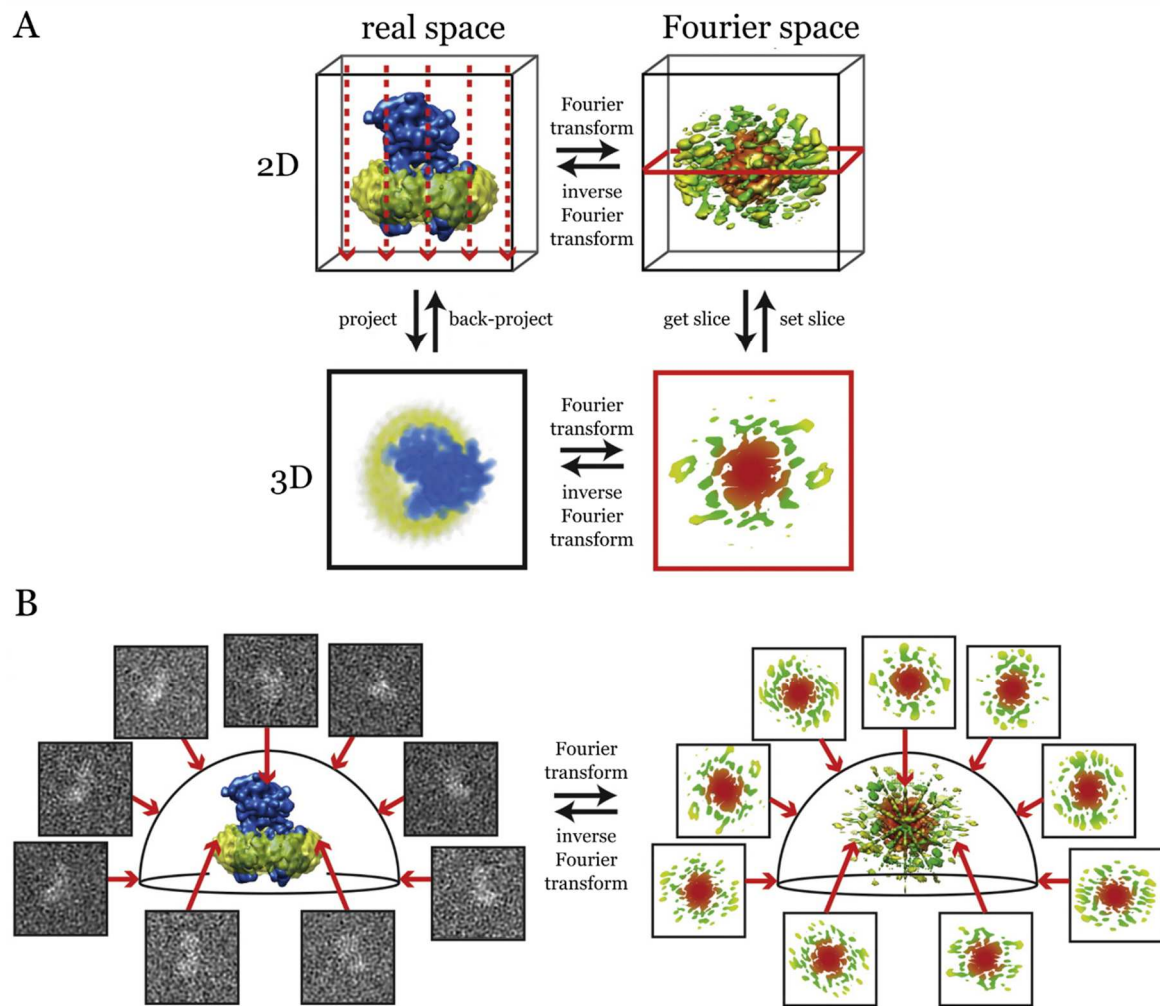 A
real space
Fourier space
2D
Fourier
transform
inverse
Fourier
transform
project
back-project
get slice
set slice
3D
Fourier
transform
inverse
Fourier
transform
B
Fourier
transform
inverse
Fourier
transform